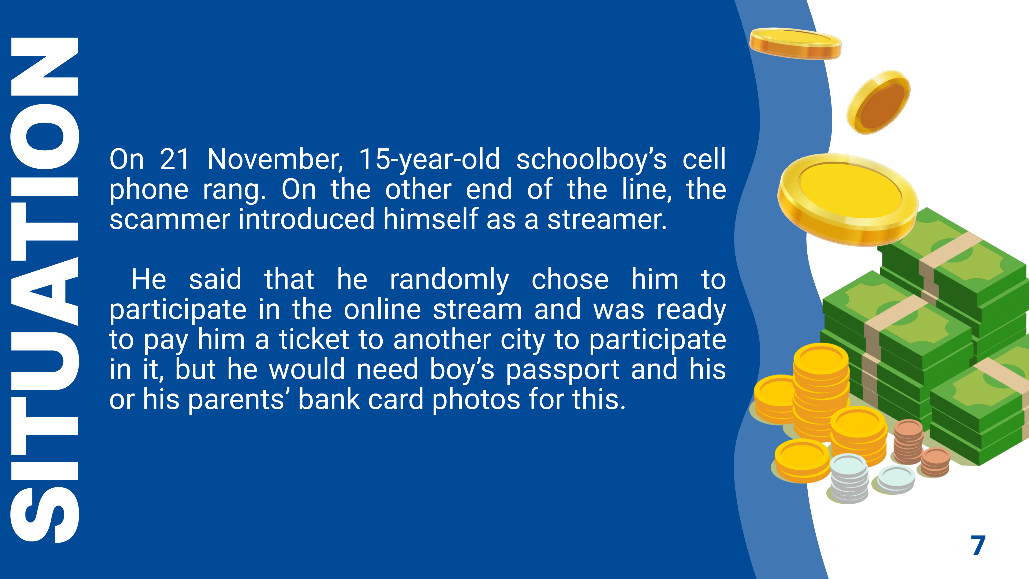 SITUATION
On 21 November, 15-year-old schoolboy’s cell
phone rang. On the other end of the line, the
scammer introduced himself as a streamer.
He said that he randomly chose him to
participate in the online stream and was ready
to pay him a ticket to another city to participate
in it, but he would need boy’s passport and his
or his parents’ bank card photos for this.
7